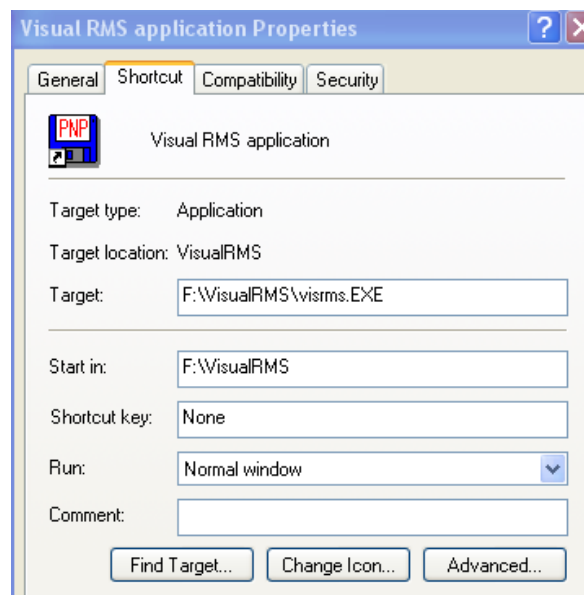 Visual RMS application Properties
?
General Shortcut Compatibility Security
PNP
Visual RMS application
Target type: Application
Target location: VisualRMS
Target: F:\VisualRMS\visrms.EXE
Start in: F:\VisualRMS
Shortcut key: None
Run: Normal window
Comment:
Find Target... Change Icon... Advanced...